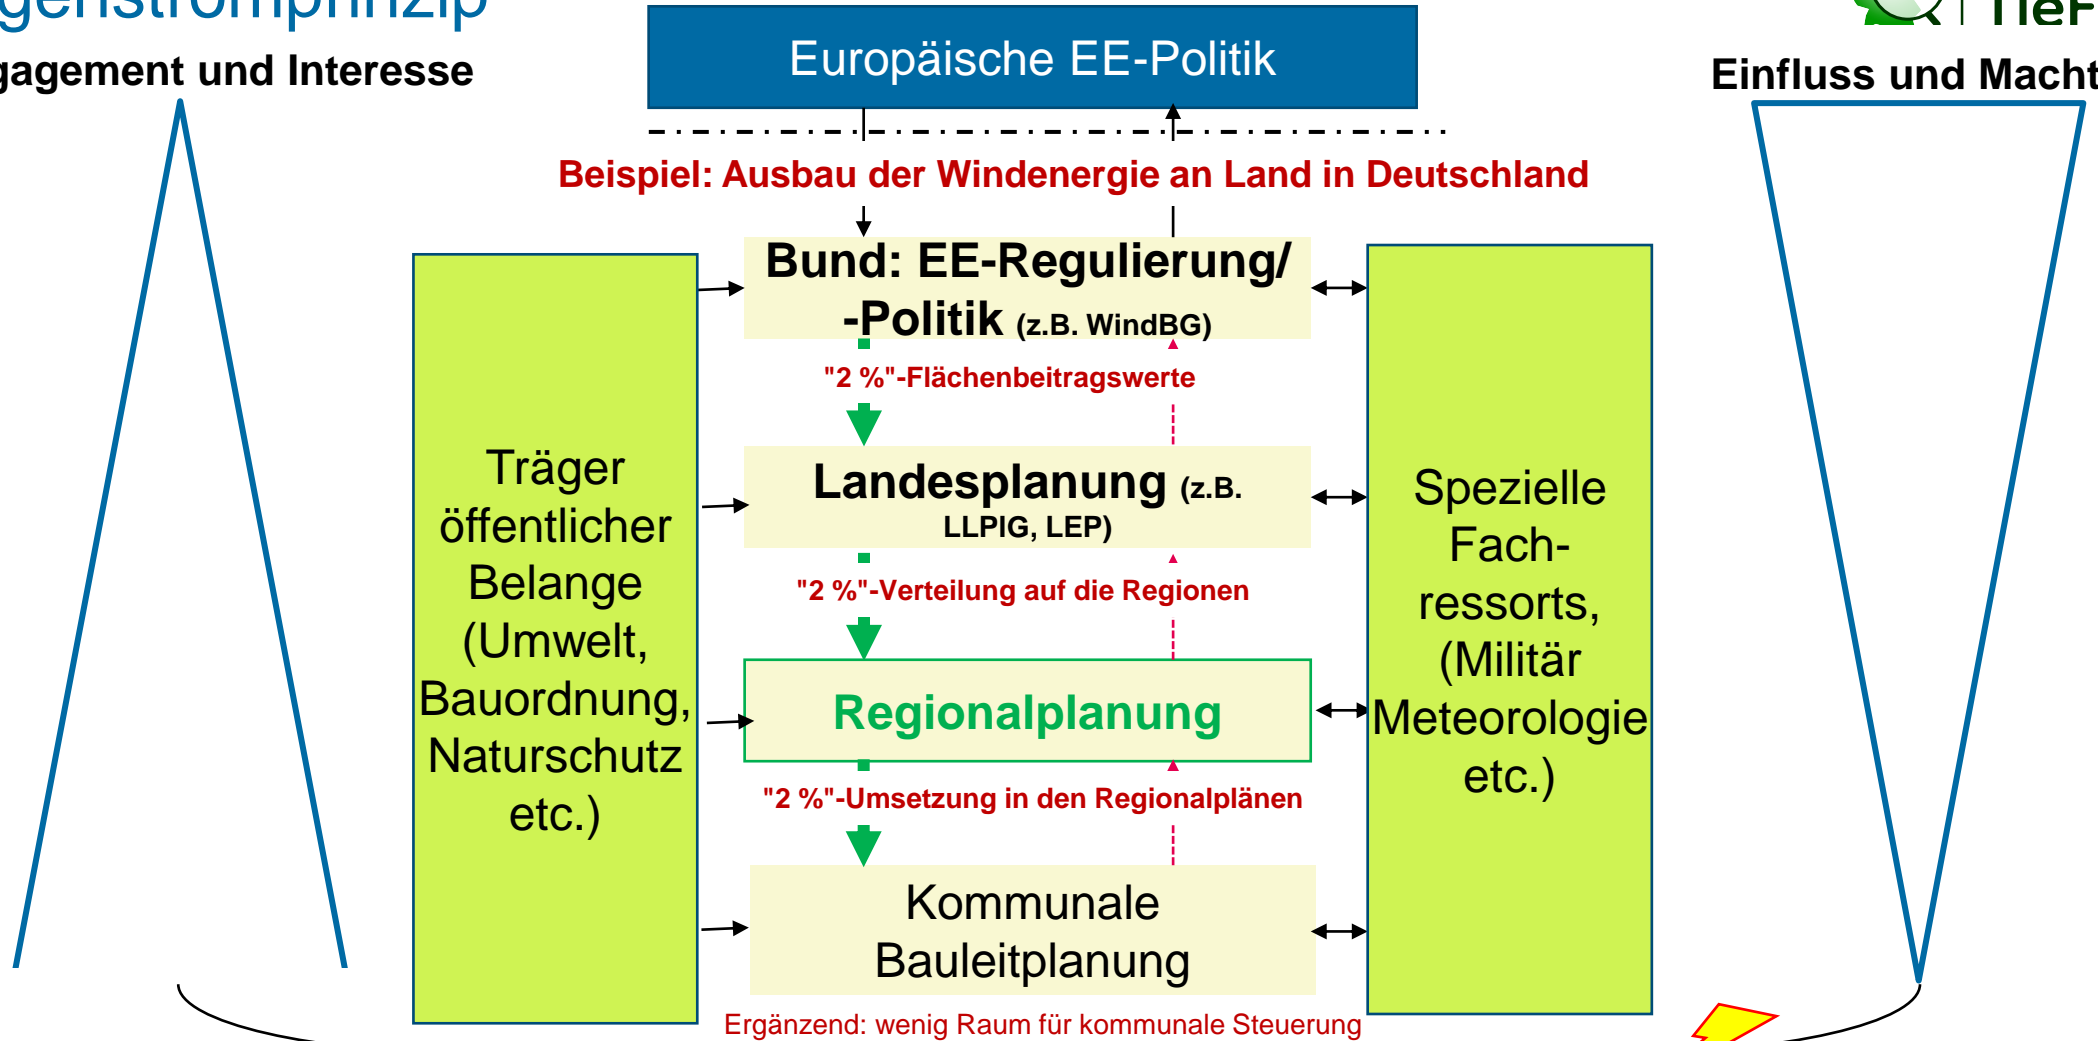 genstromprinzip
TieF
gagement und Interesse
Europäische EE-Politik
Einfluss und Macht
Beispiel: Ausbau der Windenergie an Land in Deutschland
Bund: EE-Regulierung/
-Politik (z.B. WindBG)
"2 %"-Flächenbeitragswerte
Landesplanung (z.B.
LLPlG, LEP)
"2 %"-Verteilung auf die Regionen
Regionalplanung
"2 %"-Umsetzung in den Regionalplänen
Kommunale
Bauleitplanung
Ergänzend: wenig Raum für kommunale Steuerung
Träger
öffentlicher
Belange
(Umwelt,
Bauordnung,
Naturschutz
etc.)
Spezielle
Fach-
ressorts,
(Militär
Meteorologie
etc.)